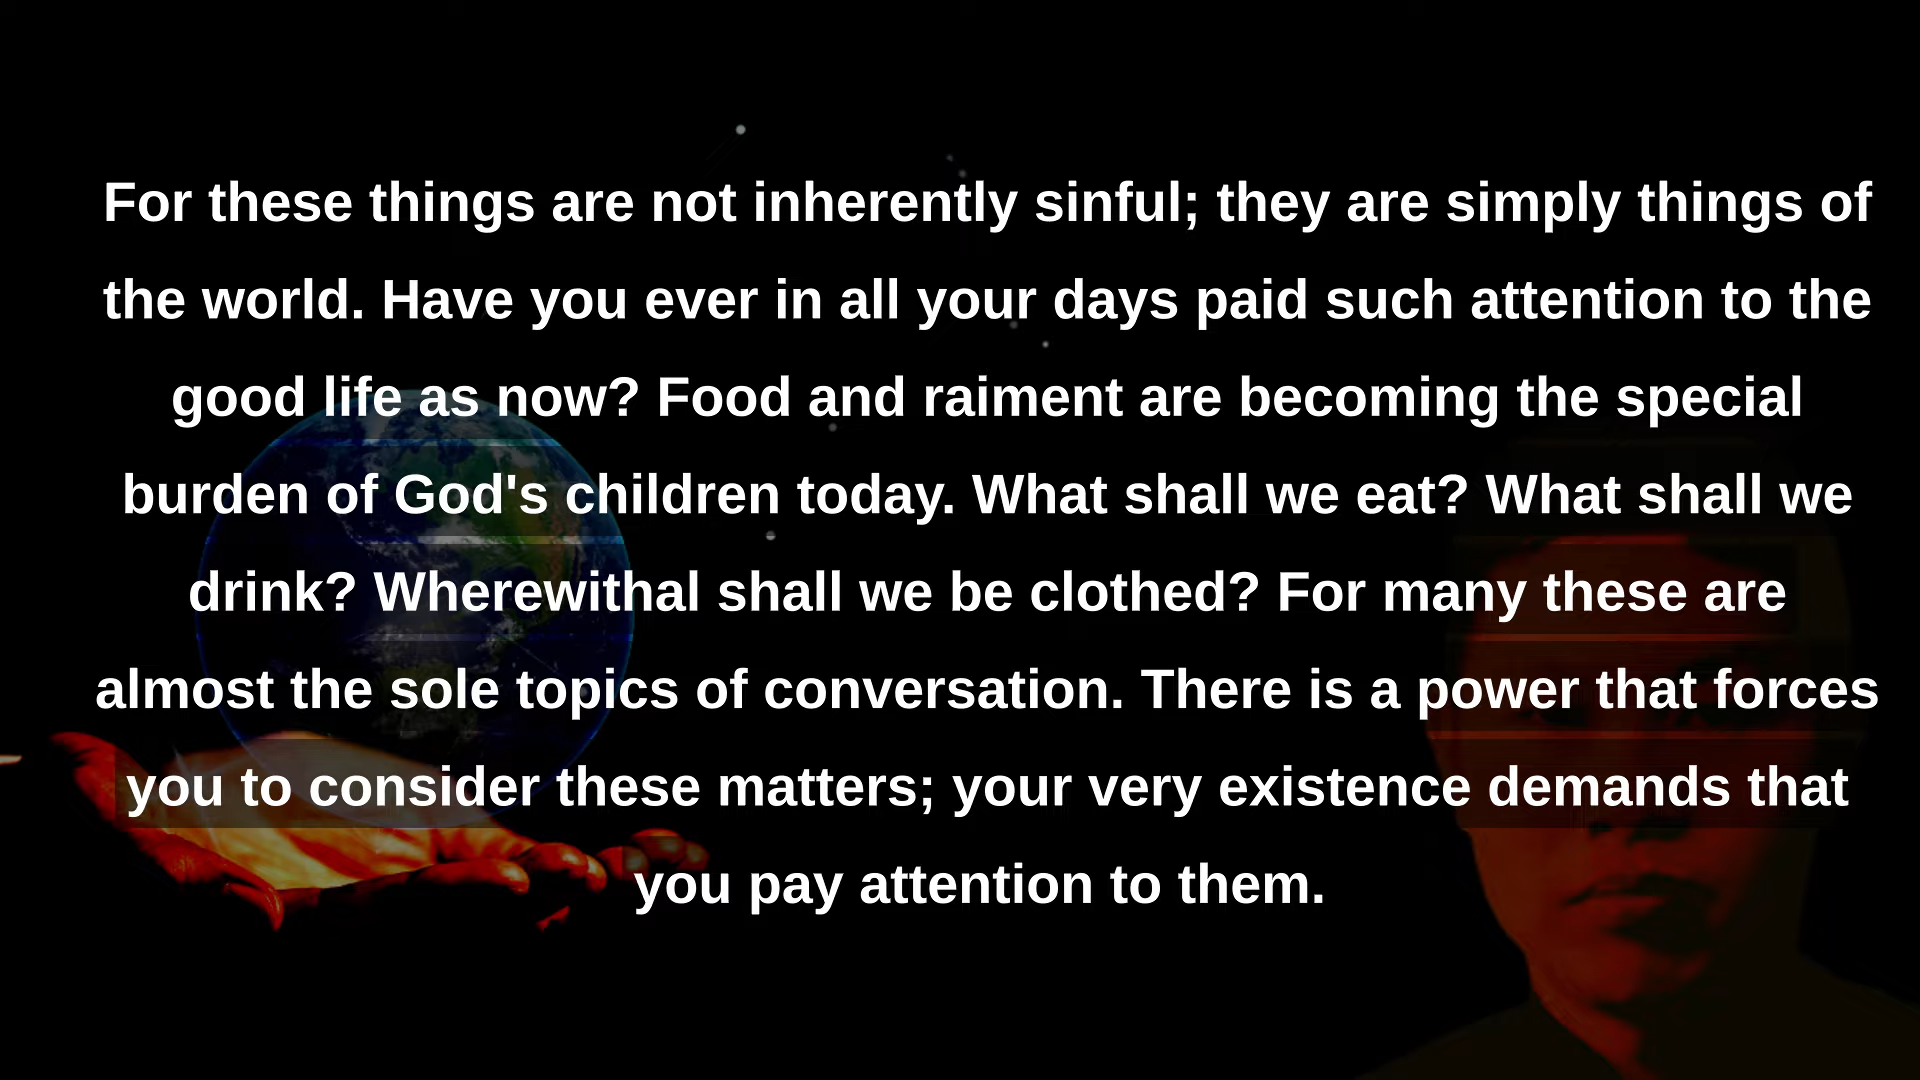 For these things are not inherently sinful; they are simply things of
the world. Have you ever in all your days paid such attention to the
good life as now? Food and raiment are becoming the special
burden of God's children today. What shall we eat? What shall we
drink? Wherewithal shall we be clothed? For many these are
almost the sole topics of conversation. There is a power that forces
you to consider these matters; your very existence demands that
you pay attention to them.